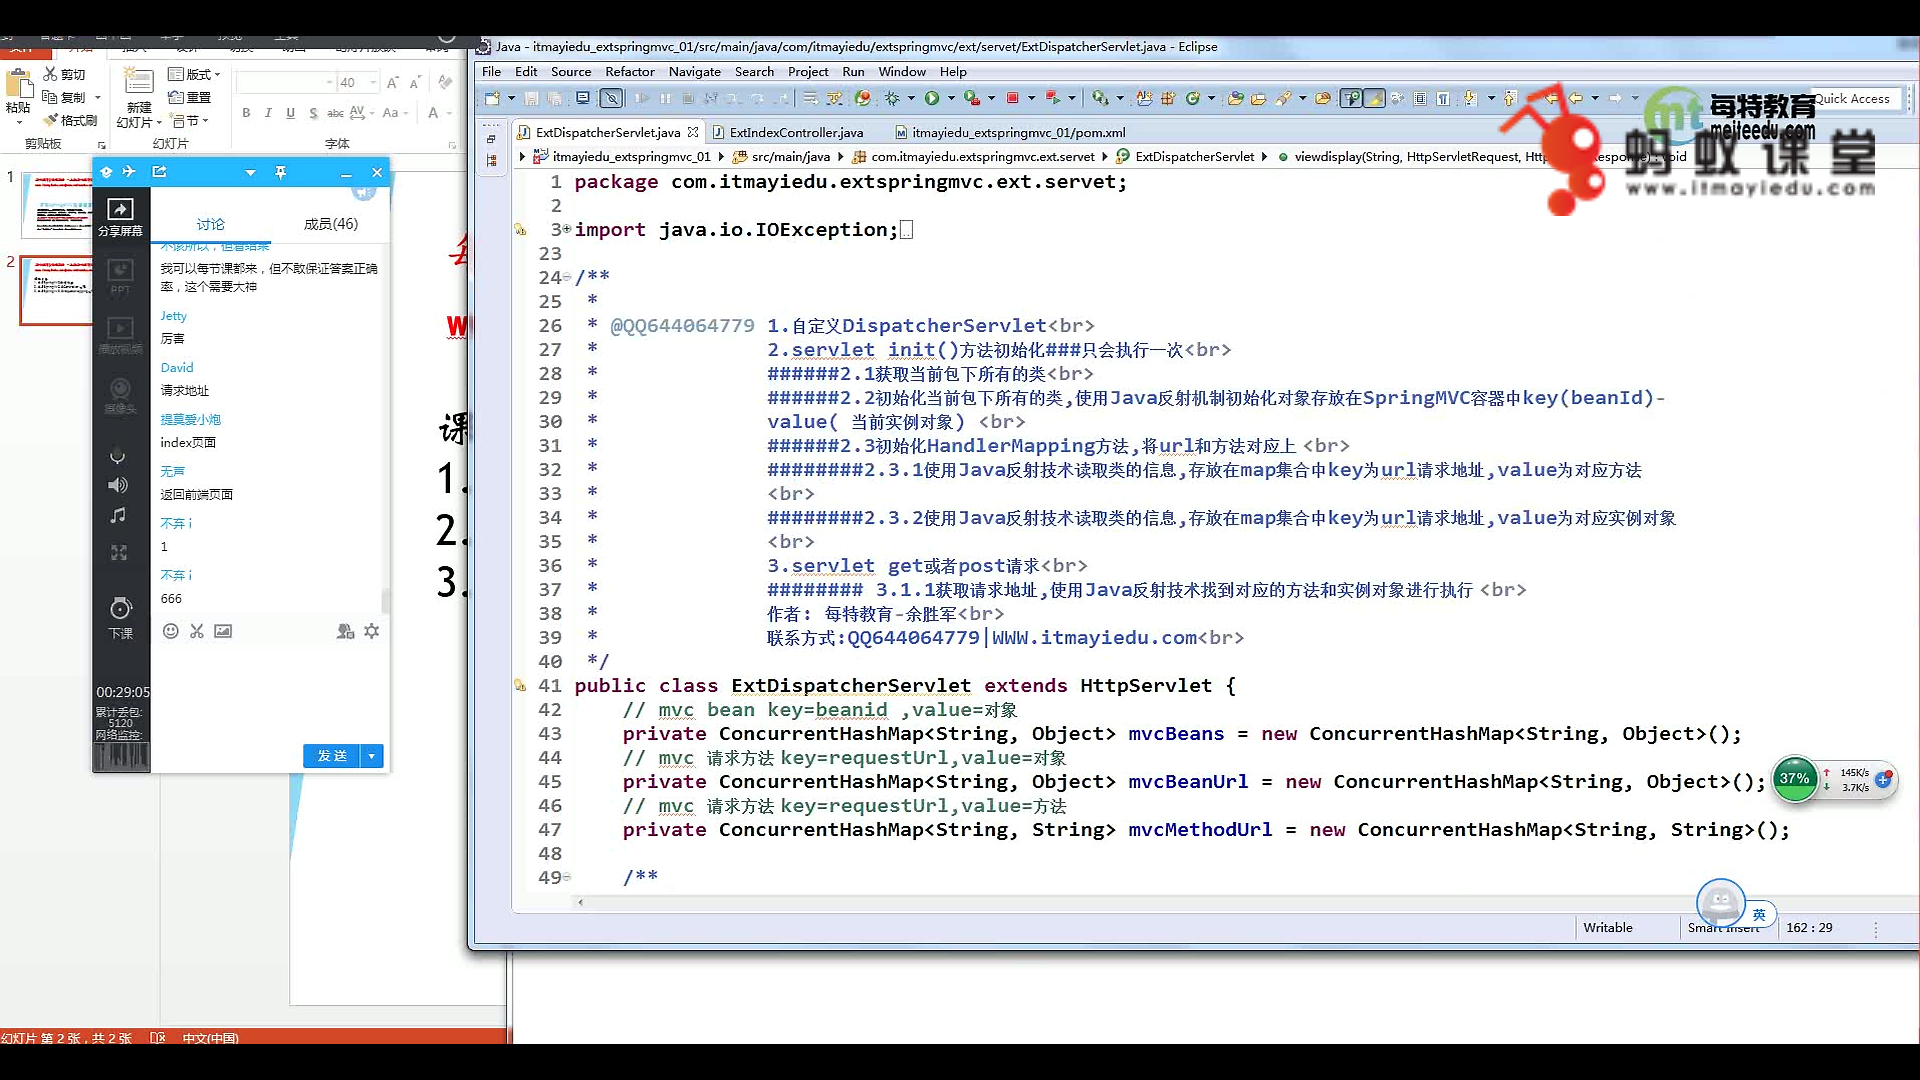 Java - itmayiedu_extspringmvc_01/src/main/java/com/itmayiedu/extspringmvc/ext/servet/ExtDispatcherServlet.java - Eclipse
File Edit Source Refactor Navigate Search Project Run Window Help
Quick Access
每特教育
meiteedu.com
蚂蚁课堂
www.itmayiedu.com
ExtDispatcherServlet.java
ExtIndexController.java
itmayiedu_extspringmvc_01/pom.xml
itmayiedu_extspringmvc_01 src/main/java com.itmayiedu.extspringmvc.ext.servet ExtDispatcherServlet viewdisplay(String, HttpServletRequest, void
1 package com.itmayiedu.extspringmvc.ext.servet;
2
3 import java.io.IOException;
23
24 /**
25 *
26 * @QQ644064779 1.自定义DispatcherServlet<br>
27 * 2.servlet init()方法初始化###只会执行一次<br>
28 * ######2.1获取当前包下所有的类<br>
29 * ######2.2初始化当前包下所有的类,使用Java反射机制初始化对象存放在SpringMVC容器中key(beanId)-
30 * value( 当前实例对象) <br>
31 * ######2.3初始化HandlerMapping方法,将url和方法对应上 <br>
32 * ########2.3.1使用Java反射技术读取类的信息,存放在map集合中key为url请求地址,value为对应方法
33 * <br>
34 * ########2.3.2使用Java反射技术读取类的信息,存放在map集合中key为url请求地址,value为对应实例对象
35 * <br>
36 * 3.servlet get或者post请求<br>
37 * ######## 3.1.1获取请求地址,使用Java反射技术找到对应的方法和实例对象进行执行 <br>
38 * 作者: 每特教育-余胜军<br>
39 * 联系方式:QQ644064779|WWW.itmayiedu.com<br>
40 */
41 public class ExtDispatcherServlet extends HttpServlet {
42 // mvc bean key=beanid ,value=对象
43 private ConcurrentHashMap<String, Object> mvcBeans = new ConcurrentHashMap<String, Object>();
44 // mvc 请求方法 key=requestUrl,value=对象
45 private ConcurrentHashMap<String, Object> mvcBeanUrl = new ConcurrentHashMap<String, Object>();
46 // mvc 请求方法 key=requestUrl,value=方法
47 private ConcurrentHashMap<String, String> mvcMethodUrl = new ConcurrentHashMap<String, String>();
48
49 /**
Writable
Smart Insert
162 : 29
英
37%
145K/s
3.7K/s
剪切
复制
格式刷
粘贴
剪贴板
新建
幻灯片
版式
重置
节
幻灯片
40
B I U S abc AV Aa A
字体
1
2
课
1.
2.
3.
分享屏幕
PPT
播放视频
摄像头
下课
00:29:05
累计丢包:
5120
网络监控:
讨论
成员(46)
我可以每节课都来，但不敢保证答案正确
率，这个需要大神
Jetty
厉害
David
请求地址
提莫爱小炮
index页面
无声
返回前端页面
不弃 i
1
不弃 i
666
发 送
幻灯片 第 2 张，共 2 张
中文(中国)